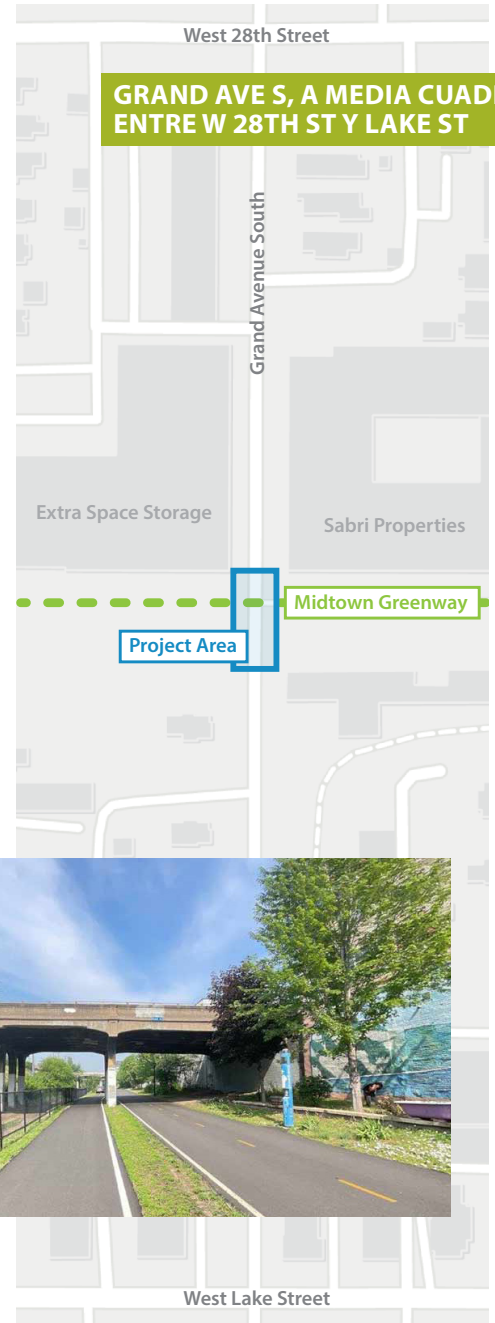 West 28th Street
GRAND AVE S, A MEDIA
ENTRE W 28TH ST Y LAKE ST
Grand Avenue South
Extra Space Storage
Sabri Properties
Midtown Greenway
Project Area
West Lake Street